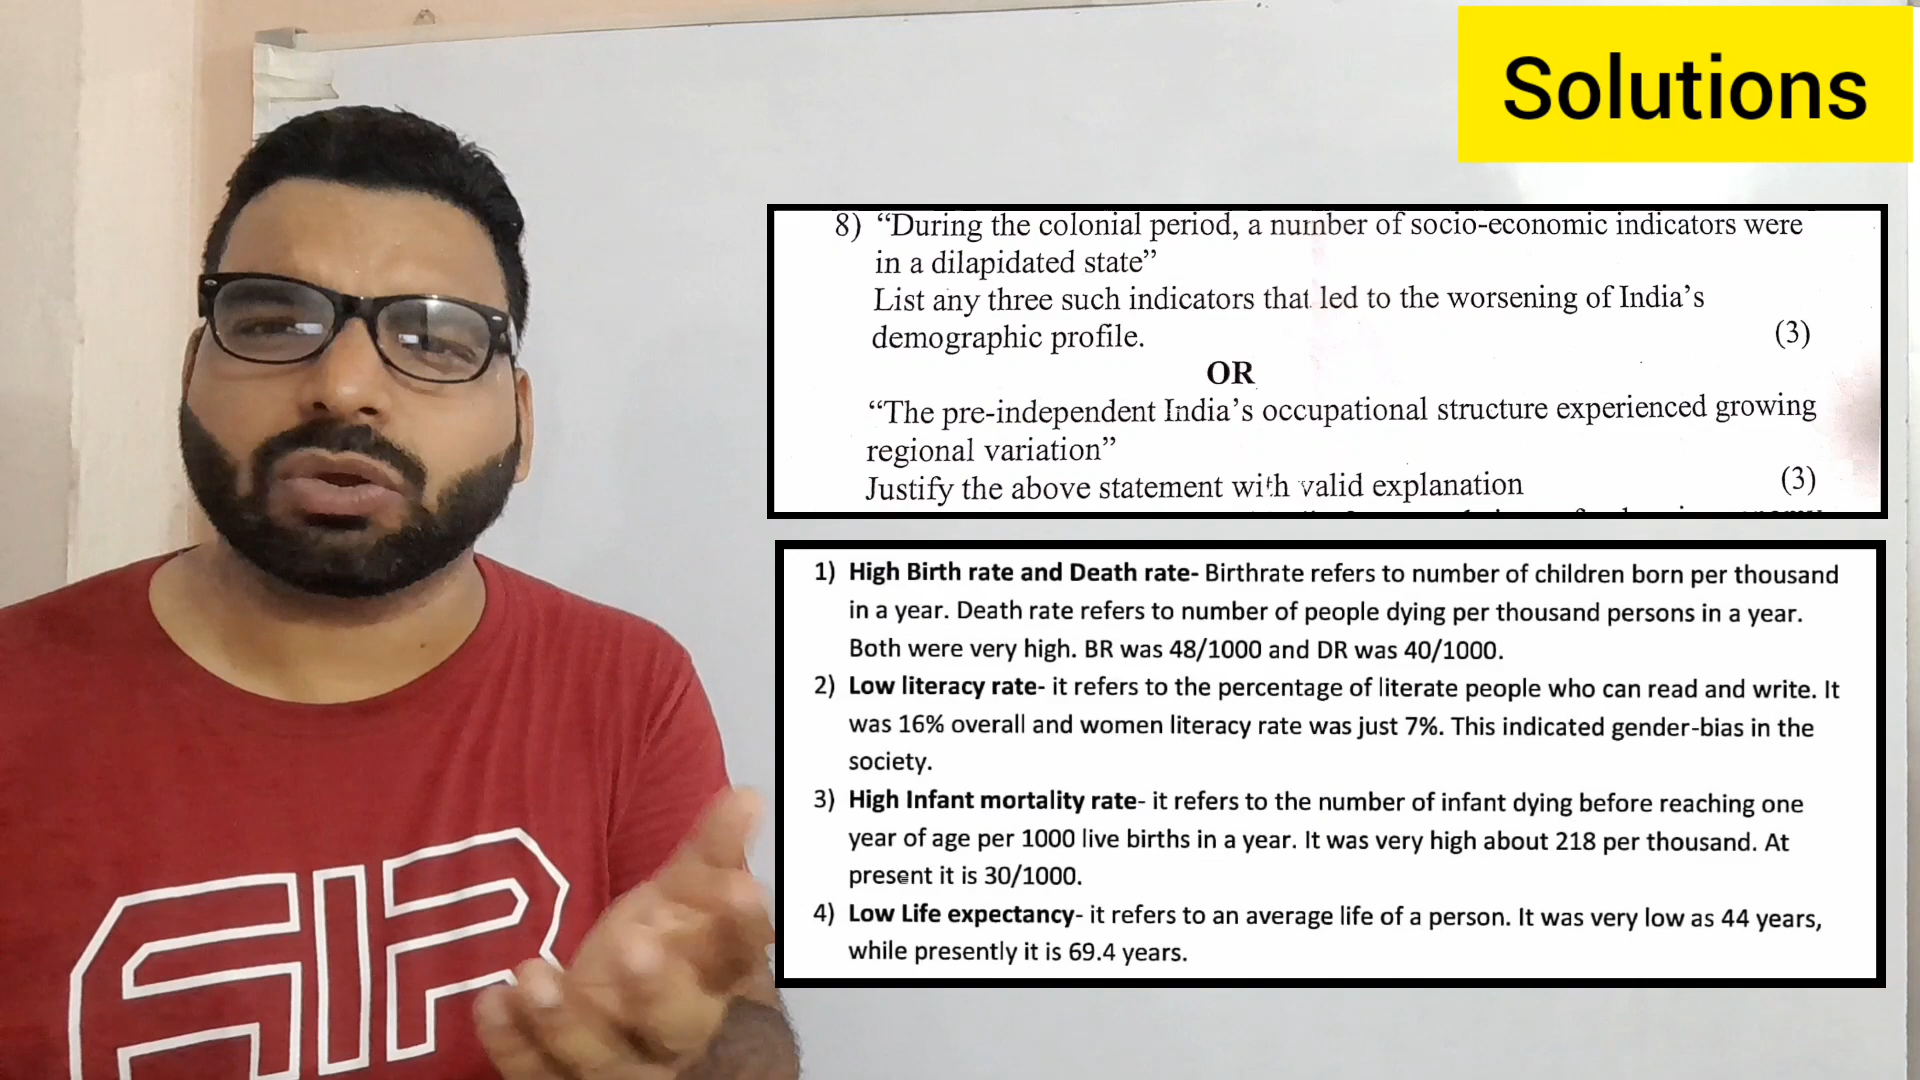 Solutions
8) “During the colonial period, a number of socio-economic indicators were
in a dilapidated state”
List any three such indicators that led to the worsening of India’s
demographic profile. (3)
OR
“The pre-independent India’s occupational structure experienced growing
regional variation”
Justify the above statement with valid explanation (3)
1) High Birth rate and Death rate- Birthrate refers to number of children born per thousand
in a year. Death rate refers to number of people dying per thousand persons in a year.
Both were very high. BR was 48/1000 and DR was 40/1000.
2) Low literacy rate- it refers to the percentage of literate people who can read and write. It
was 16% overall and women literacy rate was just 7%. This indicated gender-bias in the
society.
3) High Infant mortality rate- it refers to the number of infant dying before reaching one
year of age per 1000 live births in a year. It was very high about 218 per thousand. At
present it is 30/1000.
4) Low Life expectancy- it refers to an average life of a person. It was very low as 44 years,
while presently it is 69.4 years.